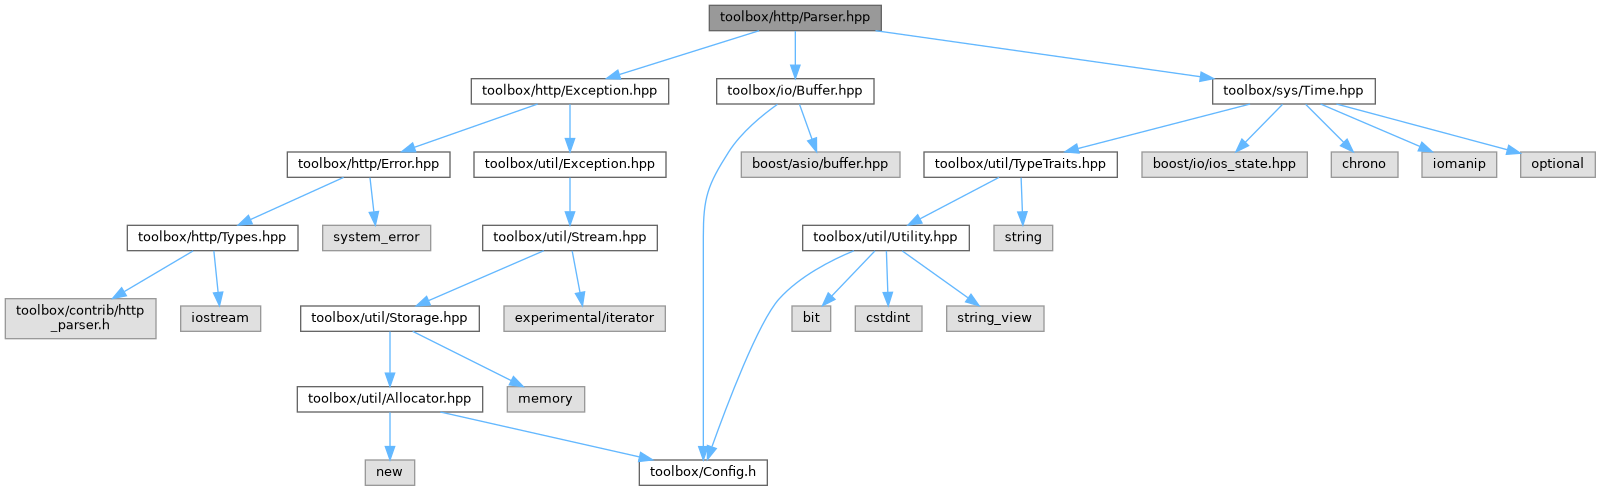 toolbox/http/Parser.hpp
toolbox/http/Exception.hpp
toolbox/io/Buffer.hpp
toolbox/sys/Time.hpp
toolbox/http/Error.hpp
toolbox/util/Exception.hpp
boost/asio/buffer.hpp
toolbox/util/TypeTraits.hpp
boost/io/ios_state.hpp
chrono
iomanip
optional
toolbox/http/Types.hpp
system_error
toolbox/util/Stream.hpp
toolbox/util/Utility.hpp
string
toolbox/contrib/http
_parser.h
iostream
toolbox/util/Storage.hpp
experimental/iterator
bit
cstdint
string_view
toolbox/util/Allocator.hpp
memory
new
toolbox/Config.h